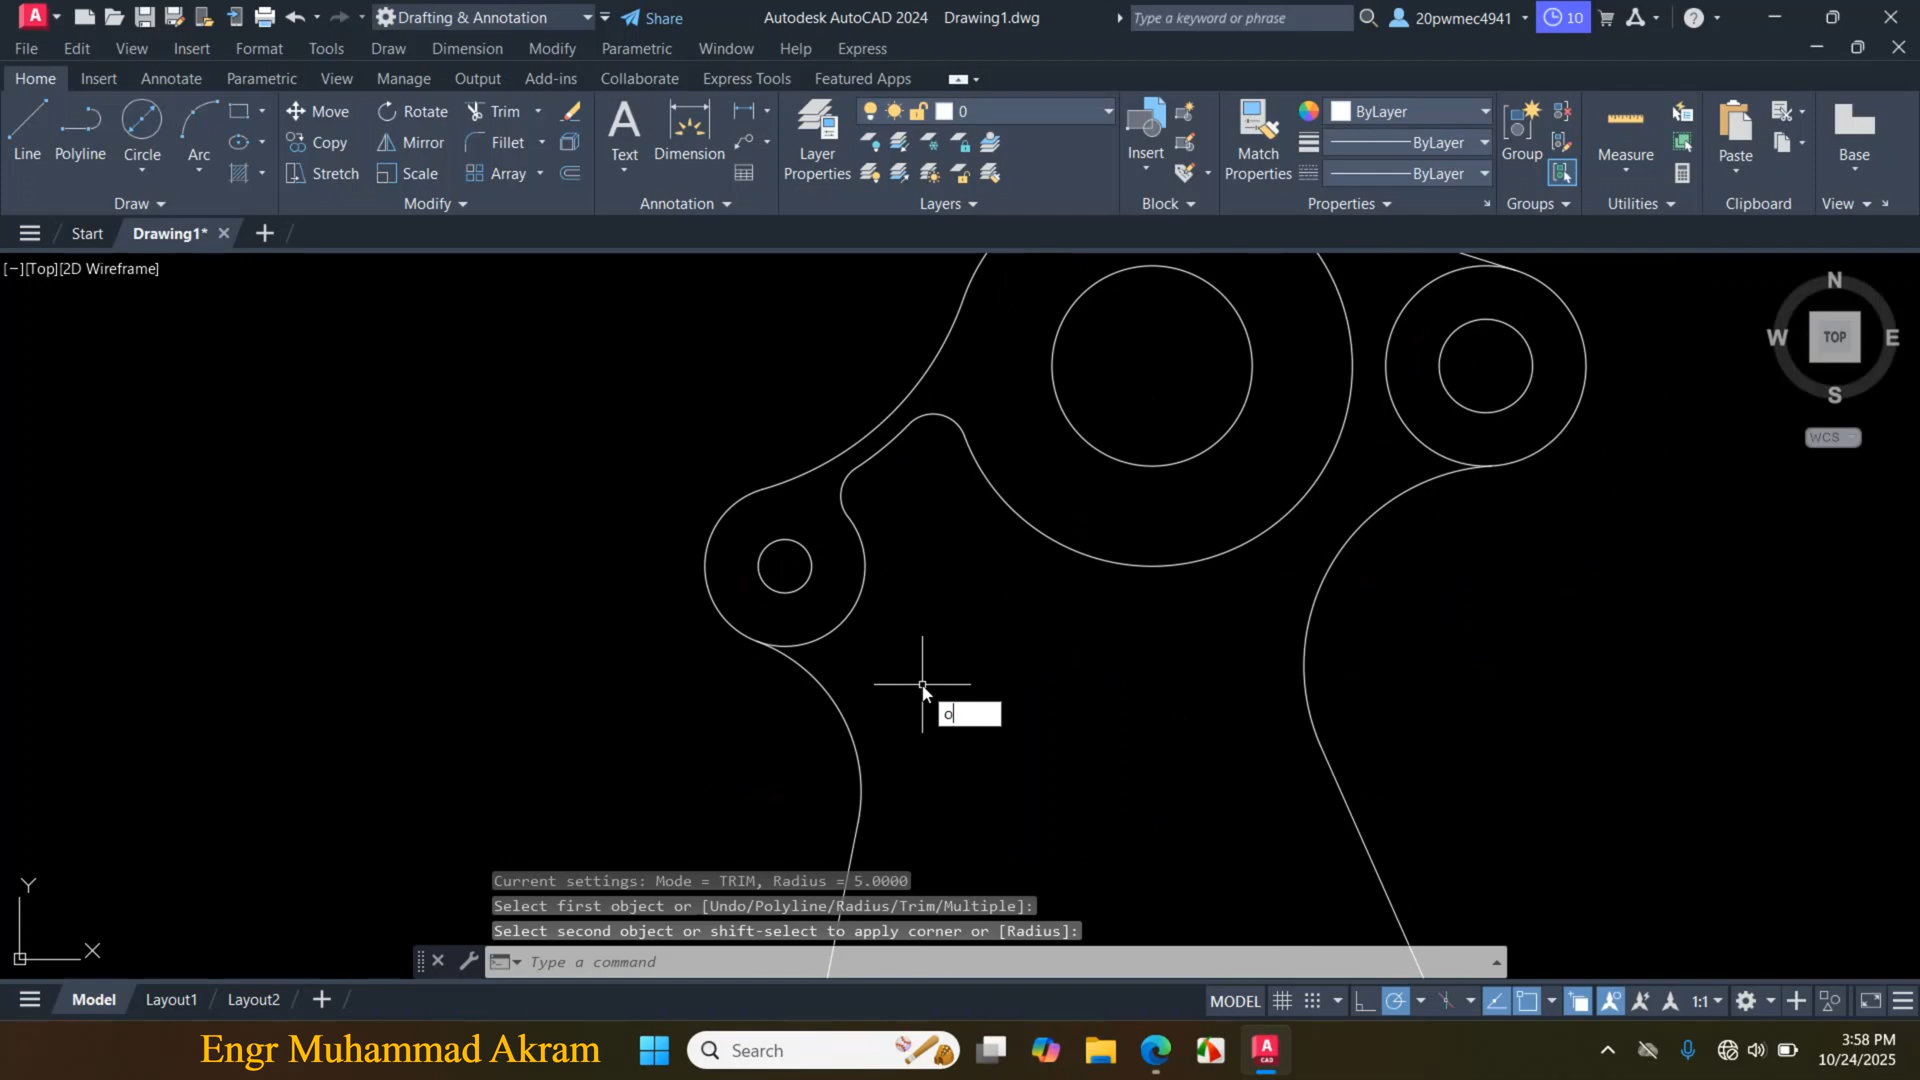 Drafting & Annotation
Share
Autodesk AutoCAD 2024 Drawing1.dwg
Type a keyword or phrase
20pwmec4941
10
File Edit View Insert Format Tools Draw Dimension Modify Parametric Window Help Express
Home Insert Annotate Parametric View Manage Output Add-ins Collaborate Express Tools Featured Apps
Line
Polyline
Circle
Arc
Draw
Move
Rotate
Trim
Copy
Mirror
Fillet
Stretch
Scale
Array
Modify
Text
Dimension
Annotation
Layer Properties
0
Layers
Insert
Block
Match Properties
ByLayer
ByLayer
ByLayer
Properties
Group
Groups
Measure
Utilities
Paste
Clipboard
Base
View
Start
Drawing1*
[−][Top][2D Wireframe]
N
W
TOP
E
S
WCS
o
Y
X
Current settings: Mode = TRIM, Radius = 5.0000
Select first object or [Undo/Polyline/Radius/Trim/Multiple]:
Select second object or shift-select to apply corner or [Radius]:
Type a command
Model Layout1 Layout2
MODEL
1:1
Engr Muhammad Akram
Search
A
CAD
3:58 PM
10/24/2025